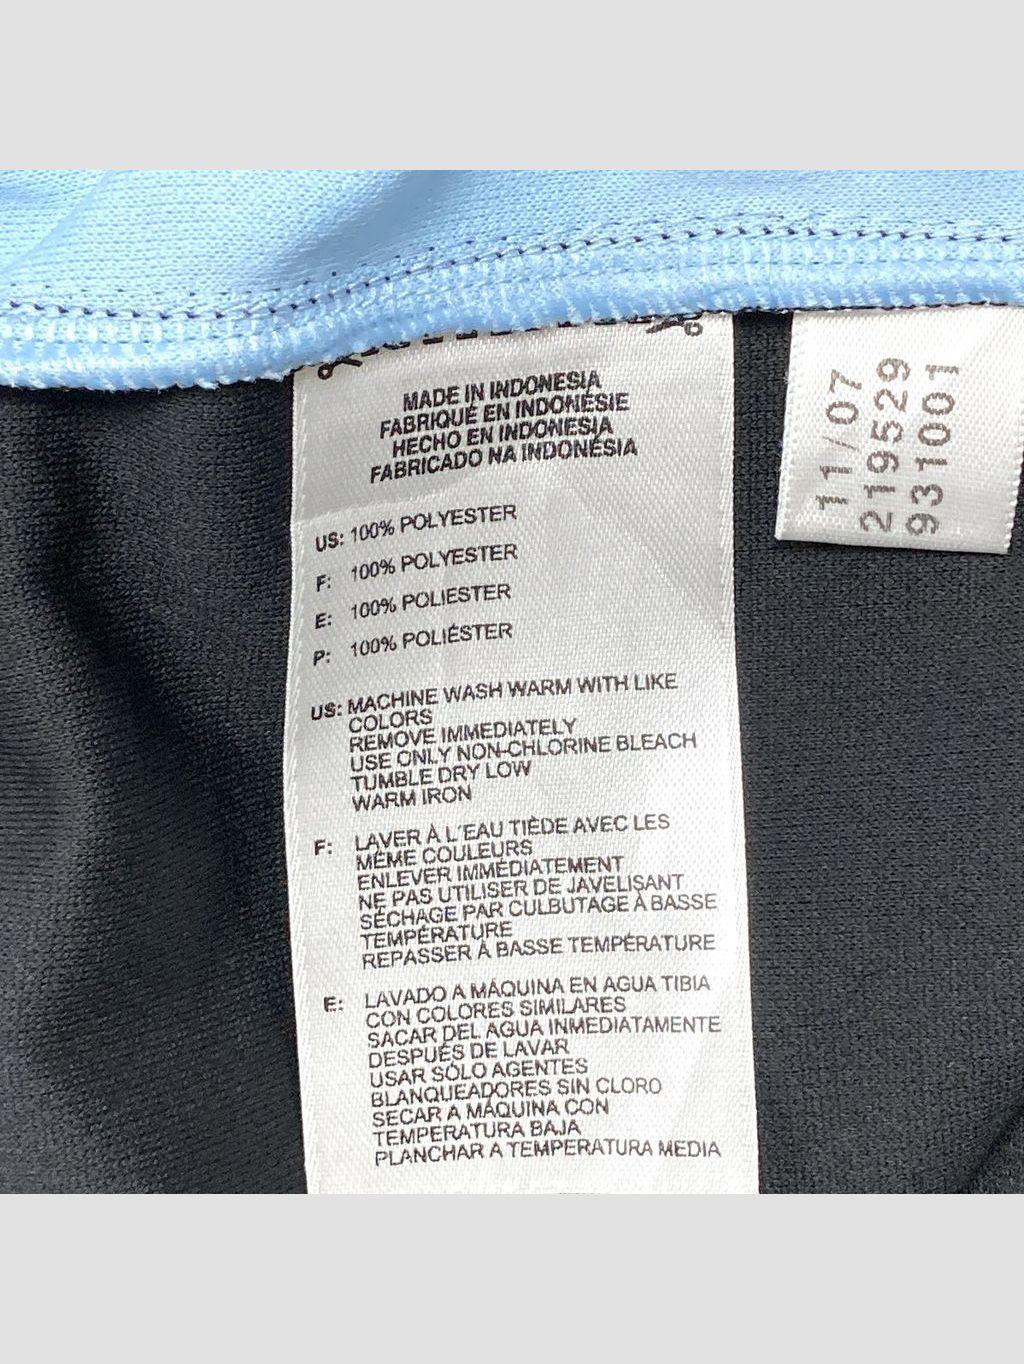 MADE IN INDONESIA
FABRIQUÉ EN INDONÉSIE
HECHO EN INDONESIA
FABRICADO NA INDONÉSIA
US: 100% POLYESTER
F: 100% POLYESTER
E: 100% POLIESTER
P: 100% POLIÉSTER
US: MACHINE WASH WARM WITH LIKE
COLORS
REMOVE IMMEDIATELY
USE ONLY NON-CHLORINE BLEACH
TUMBLE DRY LOW
WARM IRON
F: LAVER À L'EAU TIÈDE AVEC LES
MÊME COULEURS
ENLEVER IMMÉDIATEMENT
NE PAS UTILISER DE JAVELISANT
SÉCHAGE PAR CULBUTAGE À BASSE
TEMPÉRATURE
REPASSER À BASSE TEMPÉRATURE
E: LAVADO A MÁQUINA EN AGUA TIBIA
CON COLORES SIMILARES
SACAR DEL AGUA INMEDIATAMENTE
DESPUÉS DE LAVAR
USAR SÓLO AGENTES
BLANQUEADORES SIN CLORO
SECAR A MÁQUINA CON
TEMPERATURA BAJA
PLANCHAR A TEMPERATURA MEDIA
11/07
219529
931001